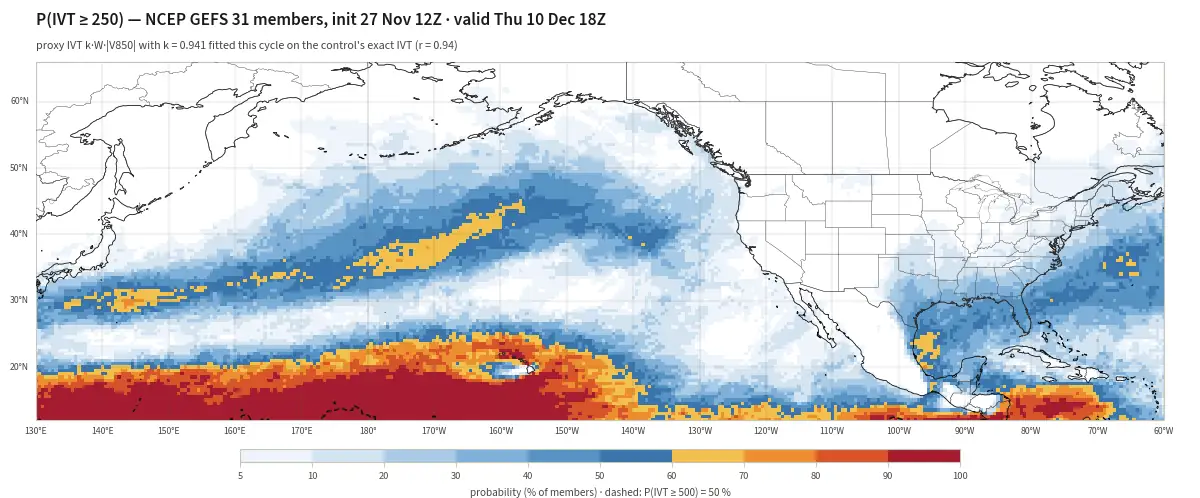 P(IVT ≥ 250) — NCEP GEFS 31 members, init 27 Nov 12Z · valid Thu 10 Dec 18Z
proxy IVT k·W·|V850| with k = 0.941 fitted this cycle on the control's exact IVT (r = 0.94)
60°N
50°N
40°N
30°N
20°N
130°E 140°E 150°E 160°E 180° 170°W 160°W 150°W 140°W 130°W 120°W 110°W 100°W 90°W 80°W 70°W 60°W
5 10 20 30 40 50 60 70 80 90 100
probability (% of members) · dashed: P(IVT ≥ 500) = 50 %